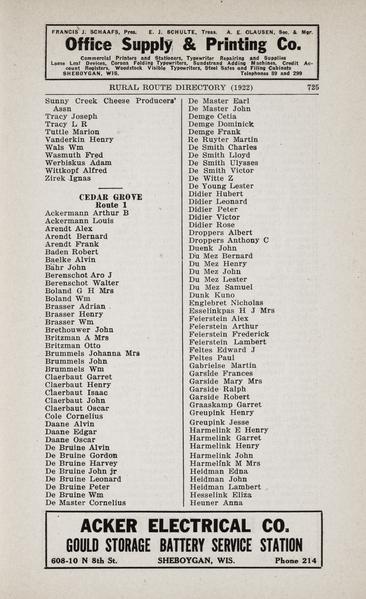 FRANCIS J. SCHAAFS, Pres. E. J. SCHULTE, Treas. A. E. CLAUSEN, Sec. & Mgr.
Office Supply & Printing Co.
Commercial Printers and Stationers, Typewriter Repairing and Supplies
Loose Leaf Devices, Corona Folding Typewriters, Sundstrand Adding Machines, Credit Ac-
count Registers, Woodstock Visible Typewriters, Steel Safes and Filing Cabinets
SHEBOYGAN, WIS. Telephones 59 and 299
RURAL ROUTE DIRECTORY (1922) 725
Sunny Creek Cheese Producers'
Assn
Tracy Joseph
Tracy L R
Tuttle Marion
Vanderkin Henry
Wals Wm
Wasmuth Fred
Werbiskus Adam
Wittkopf Alfred
Zirek Ignas
CEDAR GROVE
Route 1
Ackermann Arthur B
Ackermann Louis
Arendt Alex
Arendt Bernard
Arendt Frank
Baden Robert
Baelke Alvin
Bahr John
Berenschot Aro J
Berenschot Walter
Boland G H Mrs
Boland Wm
Brasser Adrian
Brasser Henry
Brasser Wm
Brethouwer John
Britzman A Mrs
Britzman Otto
Brummels Johanna Mrs
Brummels John
Brummels Wm
Claerbaut Garret
Claerbaut Henry
Claerbaut Isaac
Claerbaut John
Claerbaut Oscar
Cole Cornelius
Daane Alvin
Daane Edgar
Daane Oscar
De Bruine Alvin
De Bruine Gordon
De Bruine Harvey
De Bruine John jr
De Bruine Leonard
De Bruine Peter
De Bruine Wm
De Master Cornelius
De Master Earl
De Master John
Demge Cetia
Demge Dominick
Demge Frank
Re Ruyter Martin
De Smith Charles
De Smith Lloyd
De Smith Ulysses
De Smith Victor
De Witte Z
De Young Lester
Didier Hubert
Didier Leonard
Didier Peter
Didier Victor
Didier Rose
Droppers Albert
Droppers Anthony C
Duenk John
Du Mez Bernard
Du Mez Henry
Du Mez John
Du Mez Lester
Du Mez Samuel
Dunk Kuno
Englebret Nicholas
Esselinkpas H J Mrs
Feierstein Alex
Feierstein Arthur
Feierstein Frederick
Feierstein Lambert
Feltes Edward J
Feltes Paul
Gabrielse Martin
Garside Frances
Garside Mary Mrs
Garside Ralph
Garside Robert
Graaskamp Garret
Greupink Henry
Greupink Jesse
Harmelink E Henry
Harmelink Garret
Harmelink Henry
Harmelink John
Harmelnk M Mrs
Heidman Edna
Heidman John
Heidman Lambert
Hesselink Eliza
Heuner Anna
ACKER ELECTRICAL CO.
GOULD STORAGE BATTERY SERVICE STATION
608-10 N 8th St. SHEBOYGAN, WIS. Phone 214